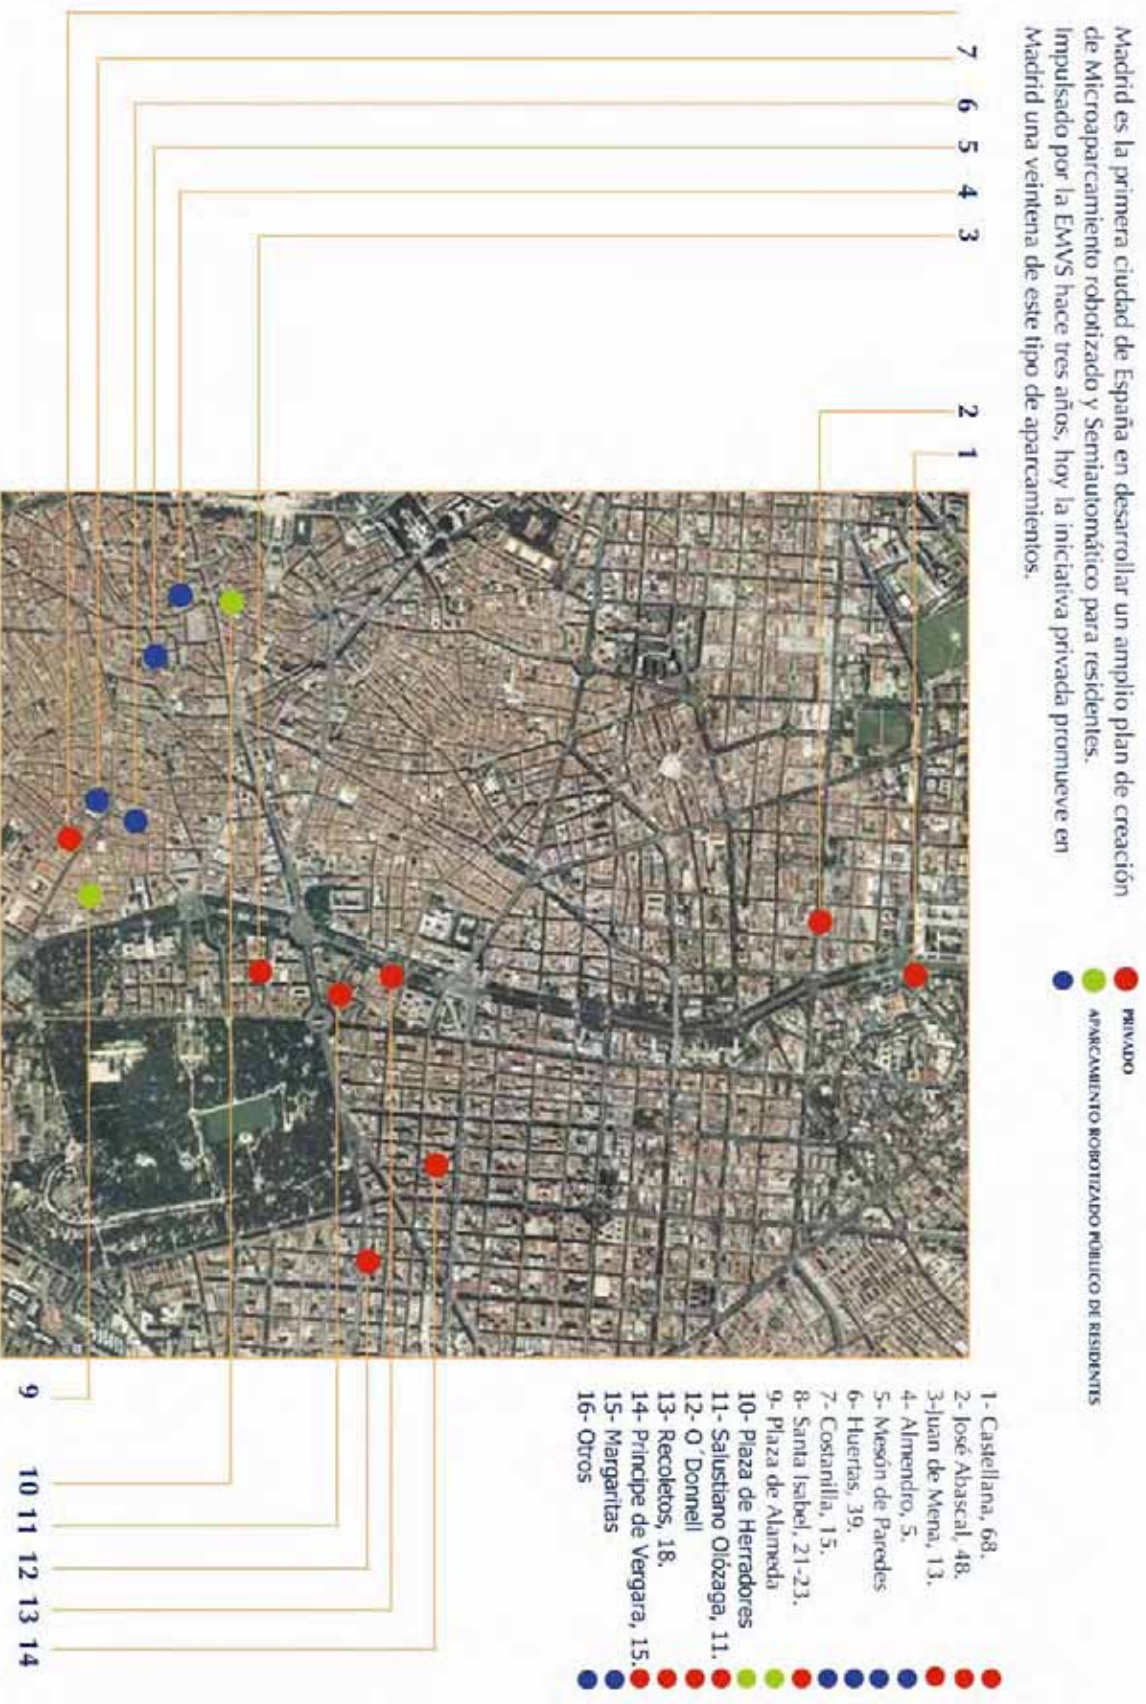 Madrid es la primera ciudad de España en desarrollar un amplio plan de creación
de Microaparcamiento robotizado y Semiautomático para residentes.
Impulsado por la EMVS hace tres años, hoy la iniciativa privada promueve en
Madrid una veintena de este tipo de aparcamientos.
PRIVADO
APARCAMIENTO ROBOTIZADO PÚBLICO DE RESIDENTES
7
6
5
4
3
2
1
1- Castellana, 68.
2- José Abascal, 48.
3-Juan de Mena, 13.
4- Almendro, 5.
5- Mesón de Paredes
6- Huertas, 39.
7- Costanilla, 15.
8- Santa Isabel, 21-23.
9- Plaza de Alameda
10- Plaza de Herradores
11- Salustiano Olózaga, 11.
12- O´Donnell
13- Recoletos, 18.
14- Principe de Vergara, 15.
15- Margaritas
16- Otros
9
10
11
12
13
14